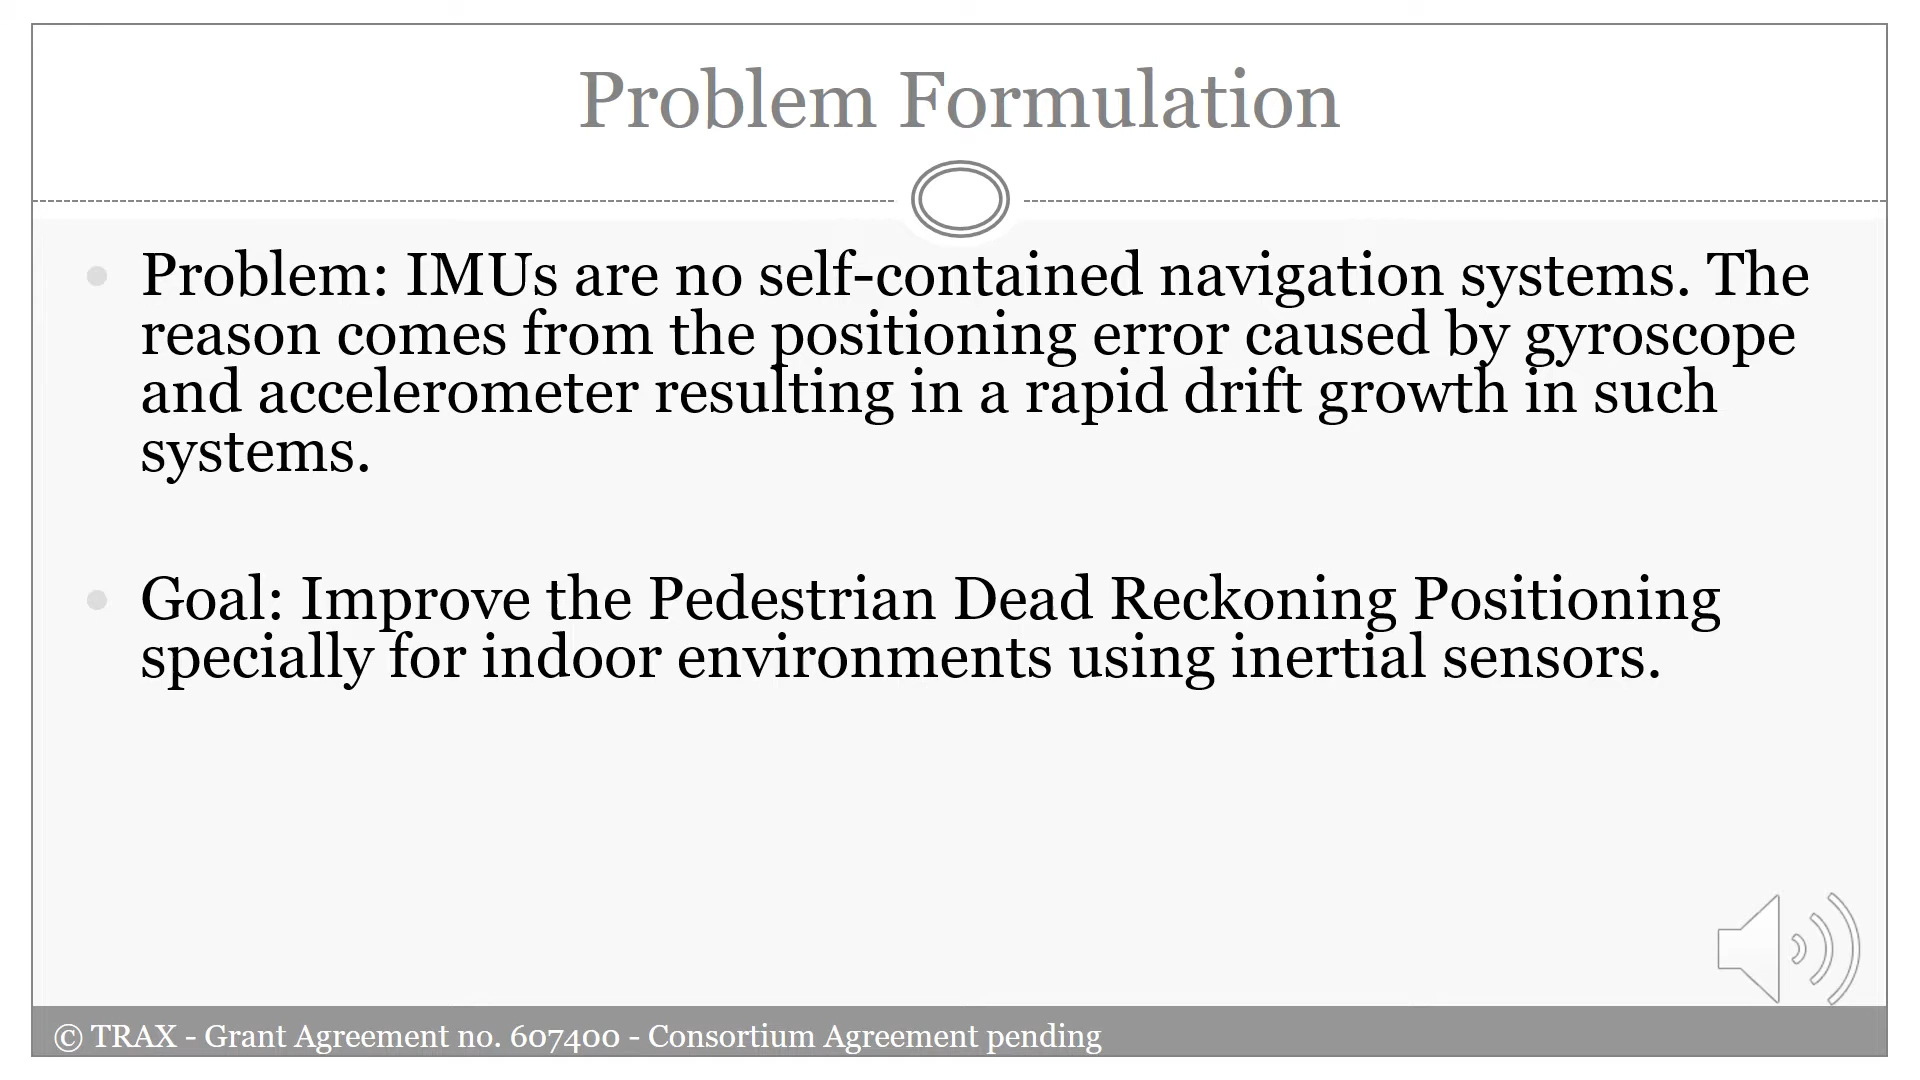 Problem Formulation
Problem: IMUs are no self-contained navigation systems. The
reason comes from the positioning error caused by gyroscope
and accelerometer resulting in a rapid drift growth in such
systems.
Goal: Improve the Pedestrian Dead Reckoning Positioning
specially for indoor environments using inertial sensors.
© TRAX - Grant Agreement no. 607400 - Consortium Agreement pending